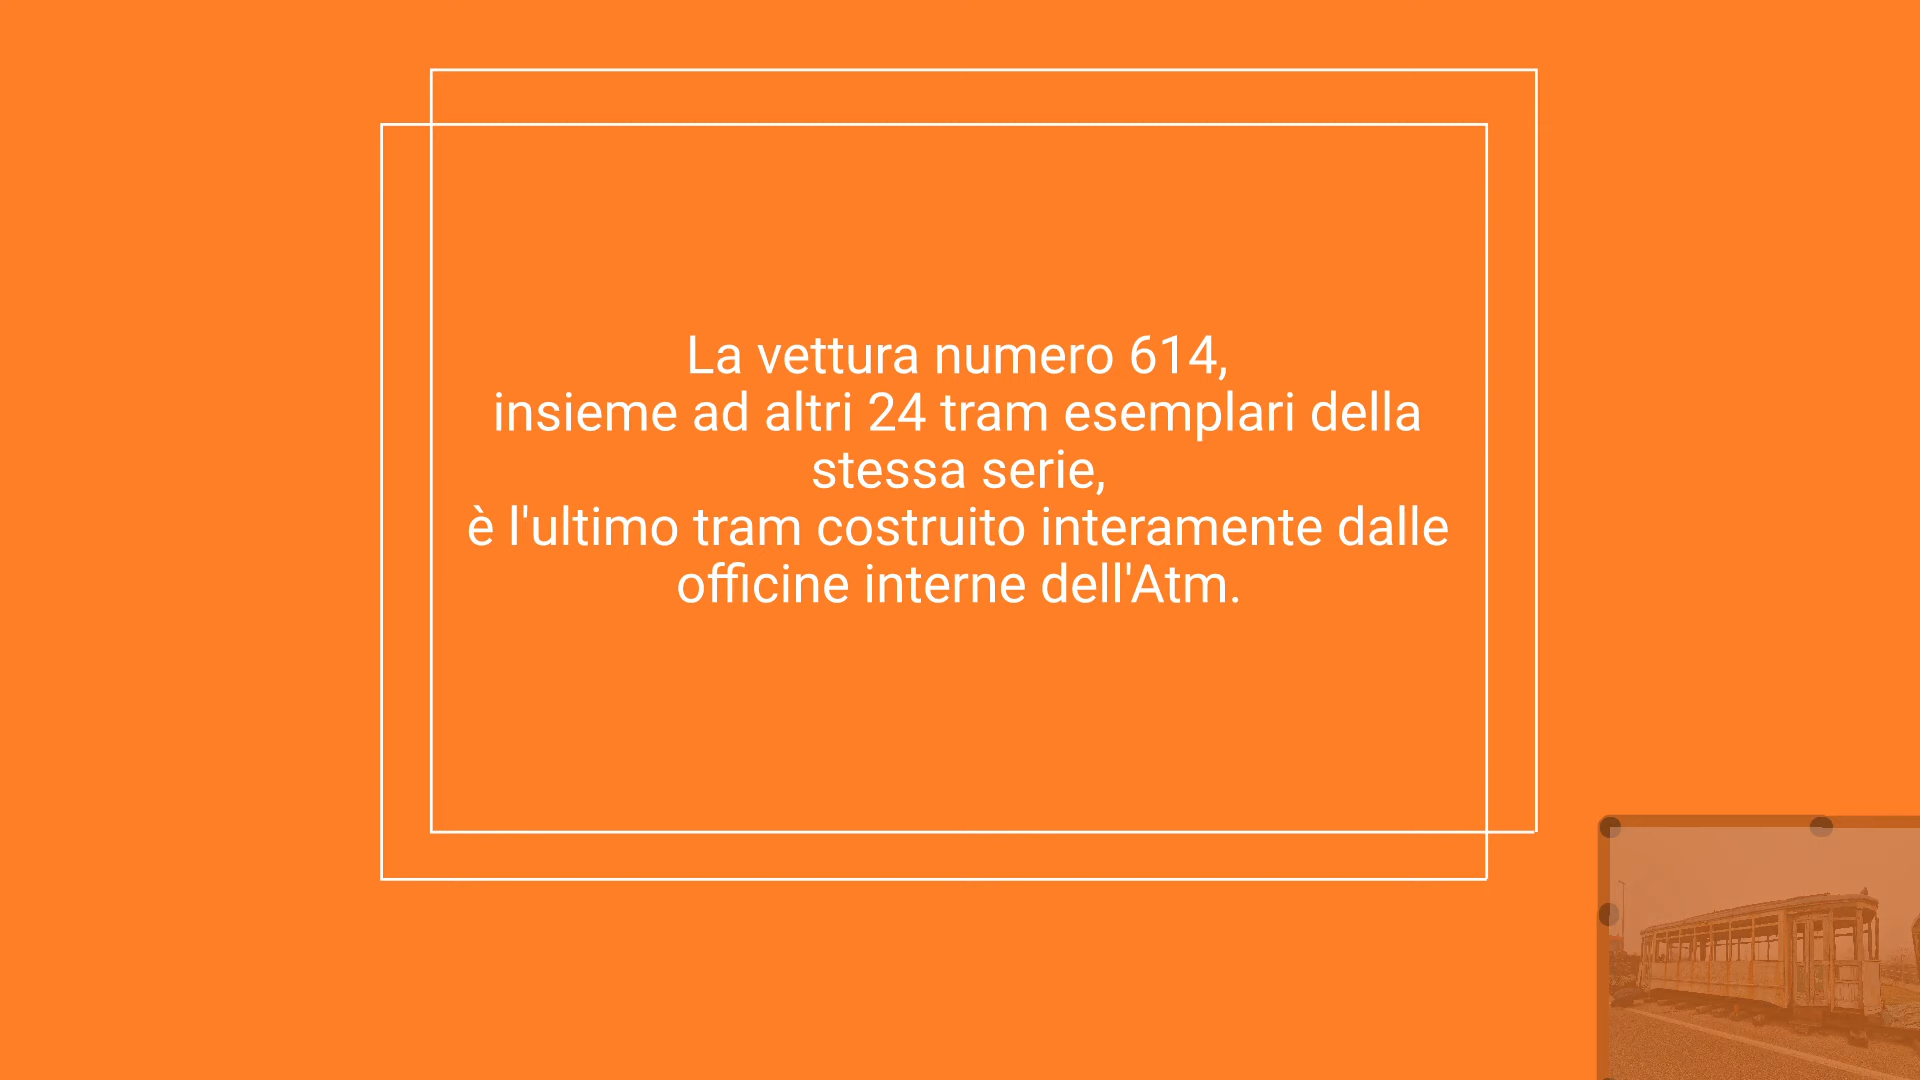 La vettura numero 614,
insieme ad altri 24 tram esemplari della
stessa serie,
è l'ultimo tram costruito interamente dalle
officine interne dell'Atm.